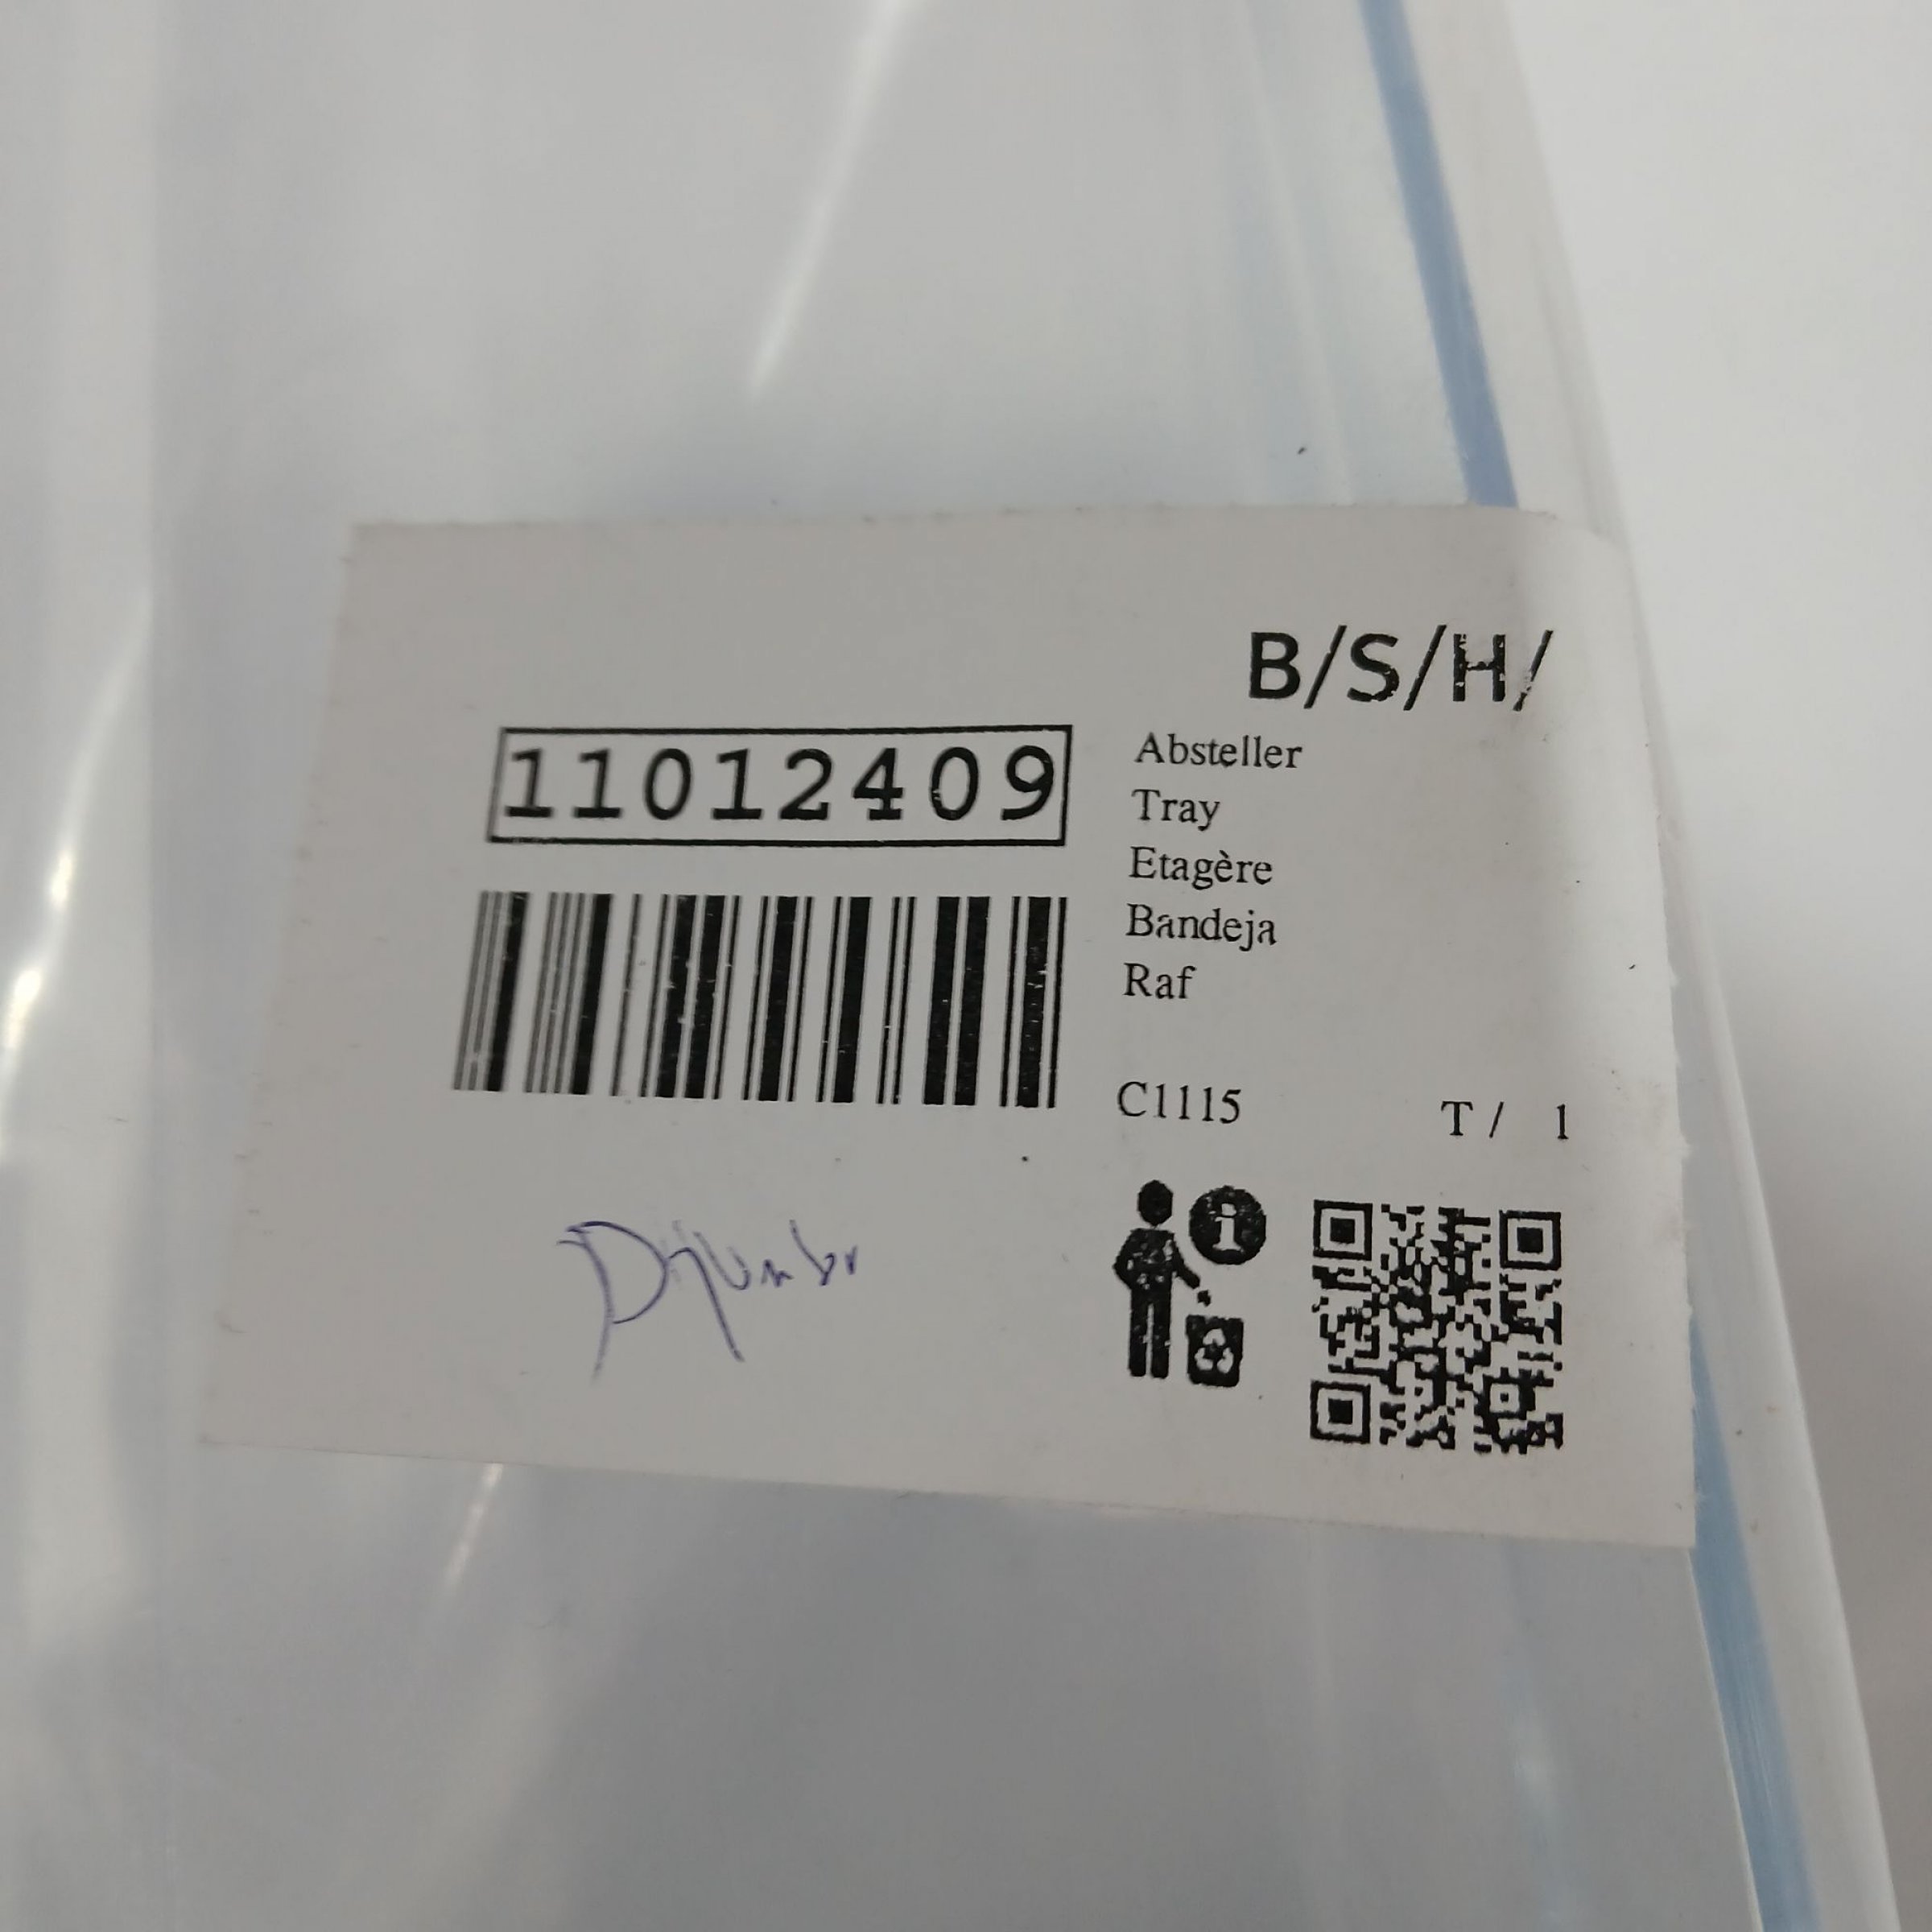 B/S/H/
11012409
Absteller
Tray
Etagère
Bandeja
Raf
C1115 T/ 1